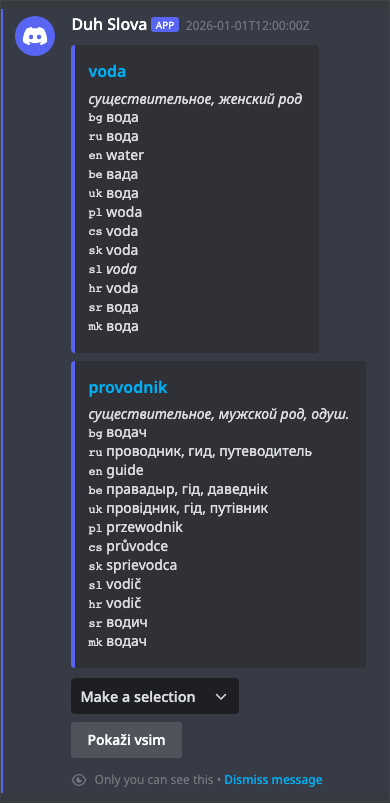 Duh Slova APP 2026-01-01T12:00:00Z
voda
существительное, женский род
bg вода
ru вода
en water
be вада
uk вода
pl woda
cs voda
sk voda
sl voda
hr voda
sr вода
mk вода
provodnik
существительное, мужской род, одуш.
bg водач
ru проводник, гид, путеводитель
en guide
be правадыр, гід, даведнік
uk провідник, гід, путівник
pl przewodnik
cs průvodce
sk sprievodca
sl vodič
hr vodič
sr водич
mk водач
Make a selection
Pokaži vsim
Only you can see this • Dismiss message